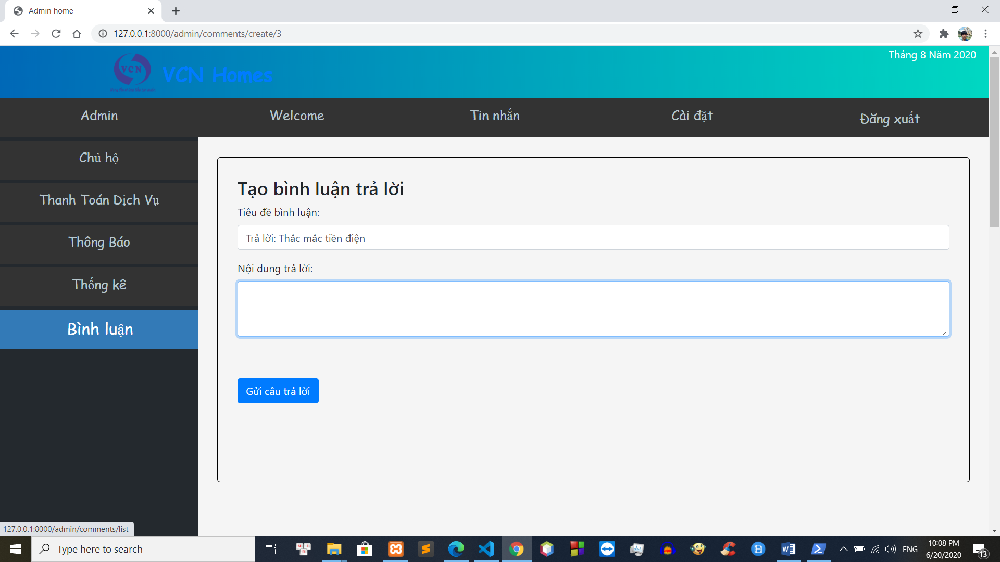 Admin home
127.0.0.1:8000/admin/comments/create/3
Tháng 8 Năm 2020
VCN
VCN Homes
Admin
Welcome
Tin nhắn
Cài đặt
Đăng xuất
Chủ hộ
Thanh Toán Dịch Vụ
Thông Báo
Thống kê
Bình luận
Tạo bình luận trả lời
Tiêu đề bình luận:
Trả lời: Thắc mắc tiền điện
Nội dung trả lời:
Gửi câu trả lời
127.0.0.1:8000/admin/comments/list
Type here to search
ENG
10:08 PM
6/20/2020
13